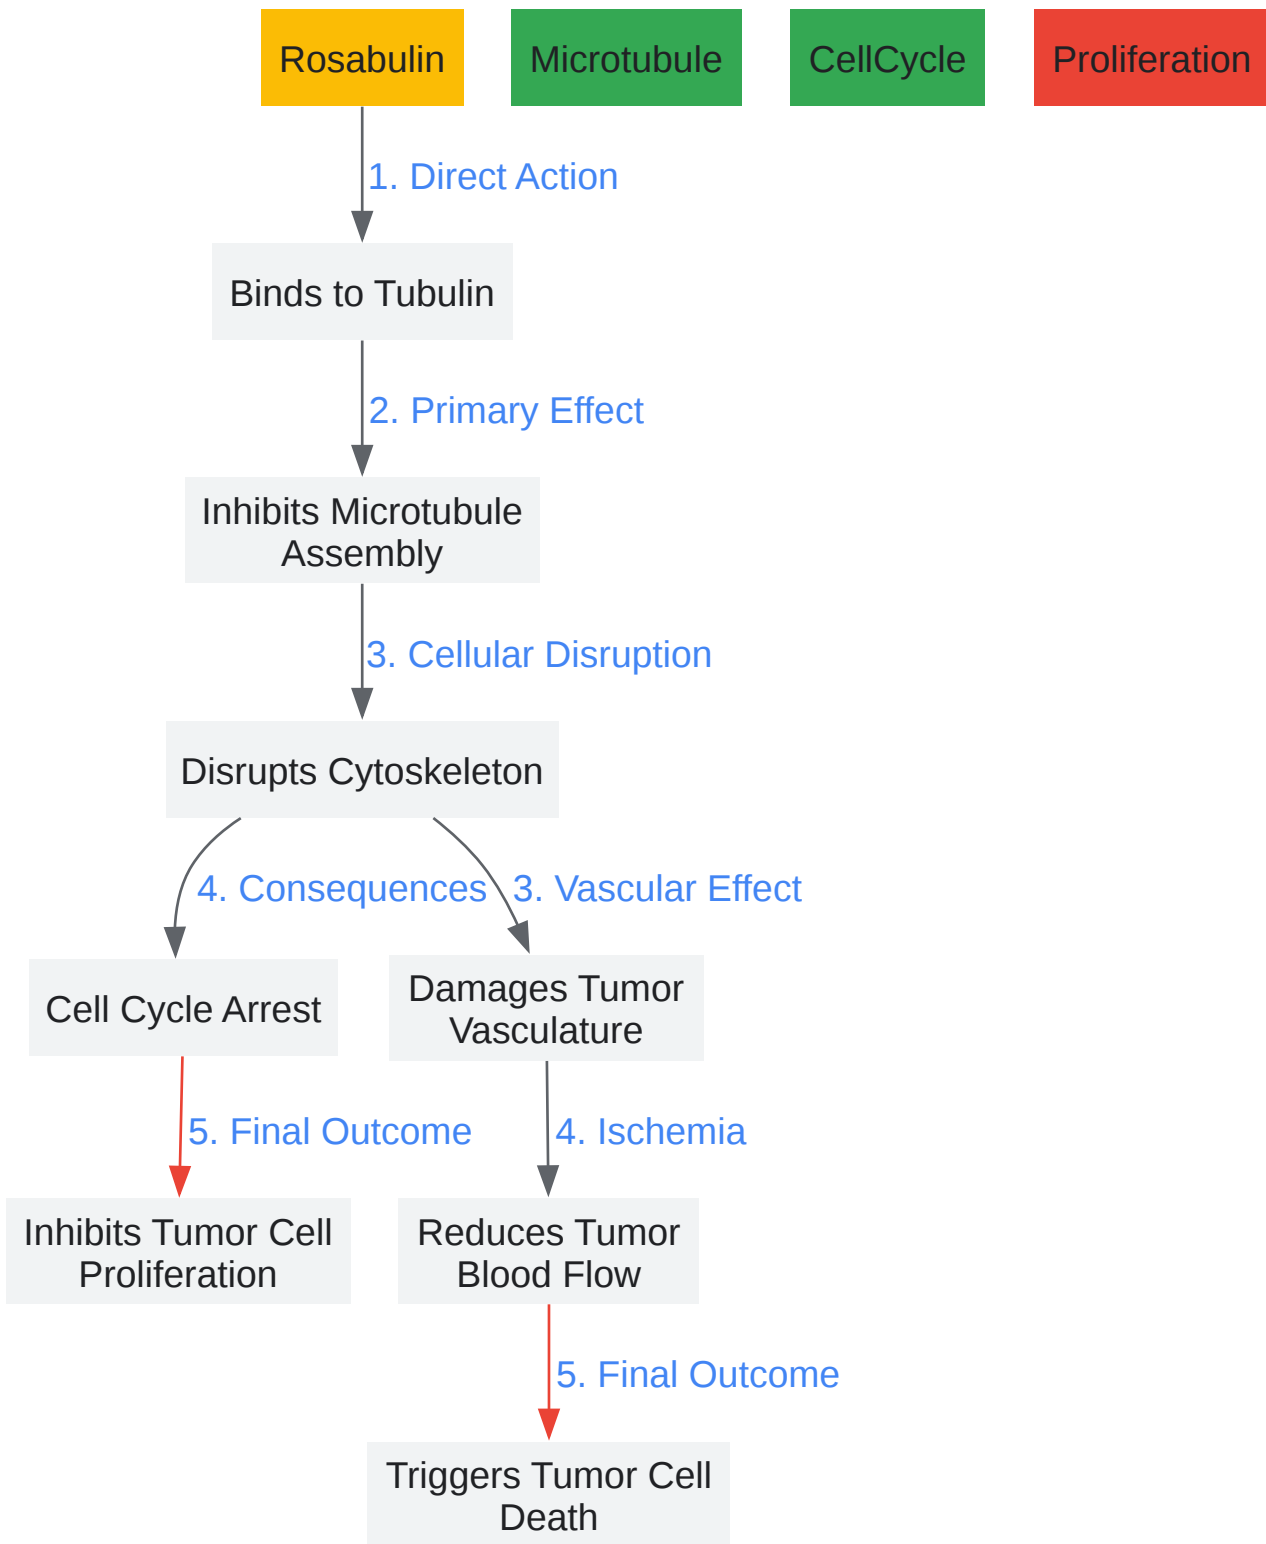 Rosabulin
Microtubule
CellCycle
Proliferation
1. Direct Action
Binds to Tubulin
2. Primary Effect
Inhibits Microtubule
Assembly
3. Cellular Disruption
Disrupts Cytoskeleton
4. Consequences
3. Vascular Effect
Cell Cycle Arrest
Damages Tumor
Vasculature
5. Final Outcome
4. Ischemia
Inhibits Tumor Cell
Proliferation
Reduces Tumor
Blood Flow
5. Final Outcome
Triggers Tumor Cell
Death